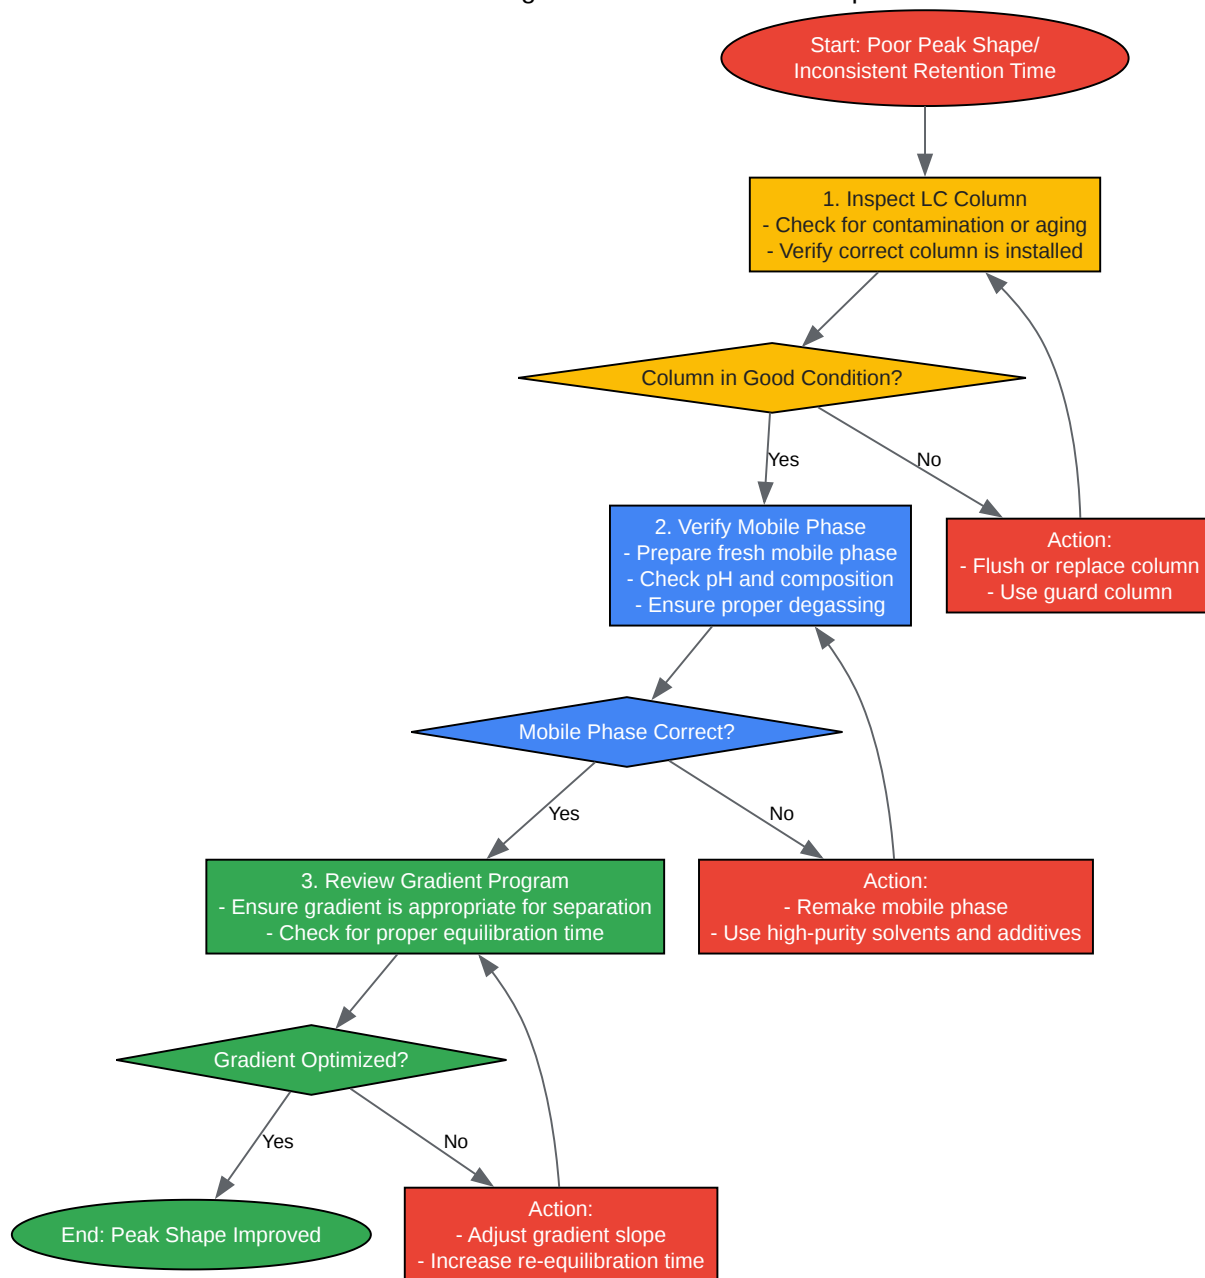 Start: Poor Peak Shape/
Inconsistent Retention Time
1. Inspect LC Column
- Check for contamination or aging
- Verify correct column is installed
Column in Good Condition?
Yes
No
2. Verify Mobile Phase
- Prepare fresh mobile phase
- Check pH and composition
- Ensure proper degassing
Action:
- Flush or replace column
- Use guard column
Mobile Phase Correct?
Yes
No
3. Review Gradient Program
- Ensure gradient is appropriate for separation
- Check for proper equilibration time
Action:
- Remake mobile phase
- Use high-purity solvents and additives
Gradient Optimized?
Yes
No
End: Peak Shape Improved
Action:
- Adjust gradient slope
- Increase re-equilibration time